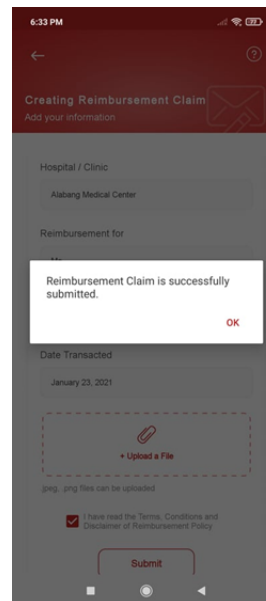 6:33 PM
77
Creating Reimbursement Claim
Add your information
Hospital / Clinic
Alabang Medical Center
Reimbursement for
Me
Reimbursement Claim is successfully
submitted.
OK
Date Transacted
January 23, 2021
+ Upload a File
jpeg, .png files can be uploaded
I have read the Terms, Conditions and
Disclaimer of Reimbursement Policy
Submit